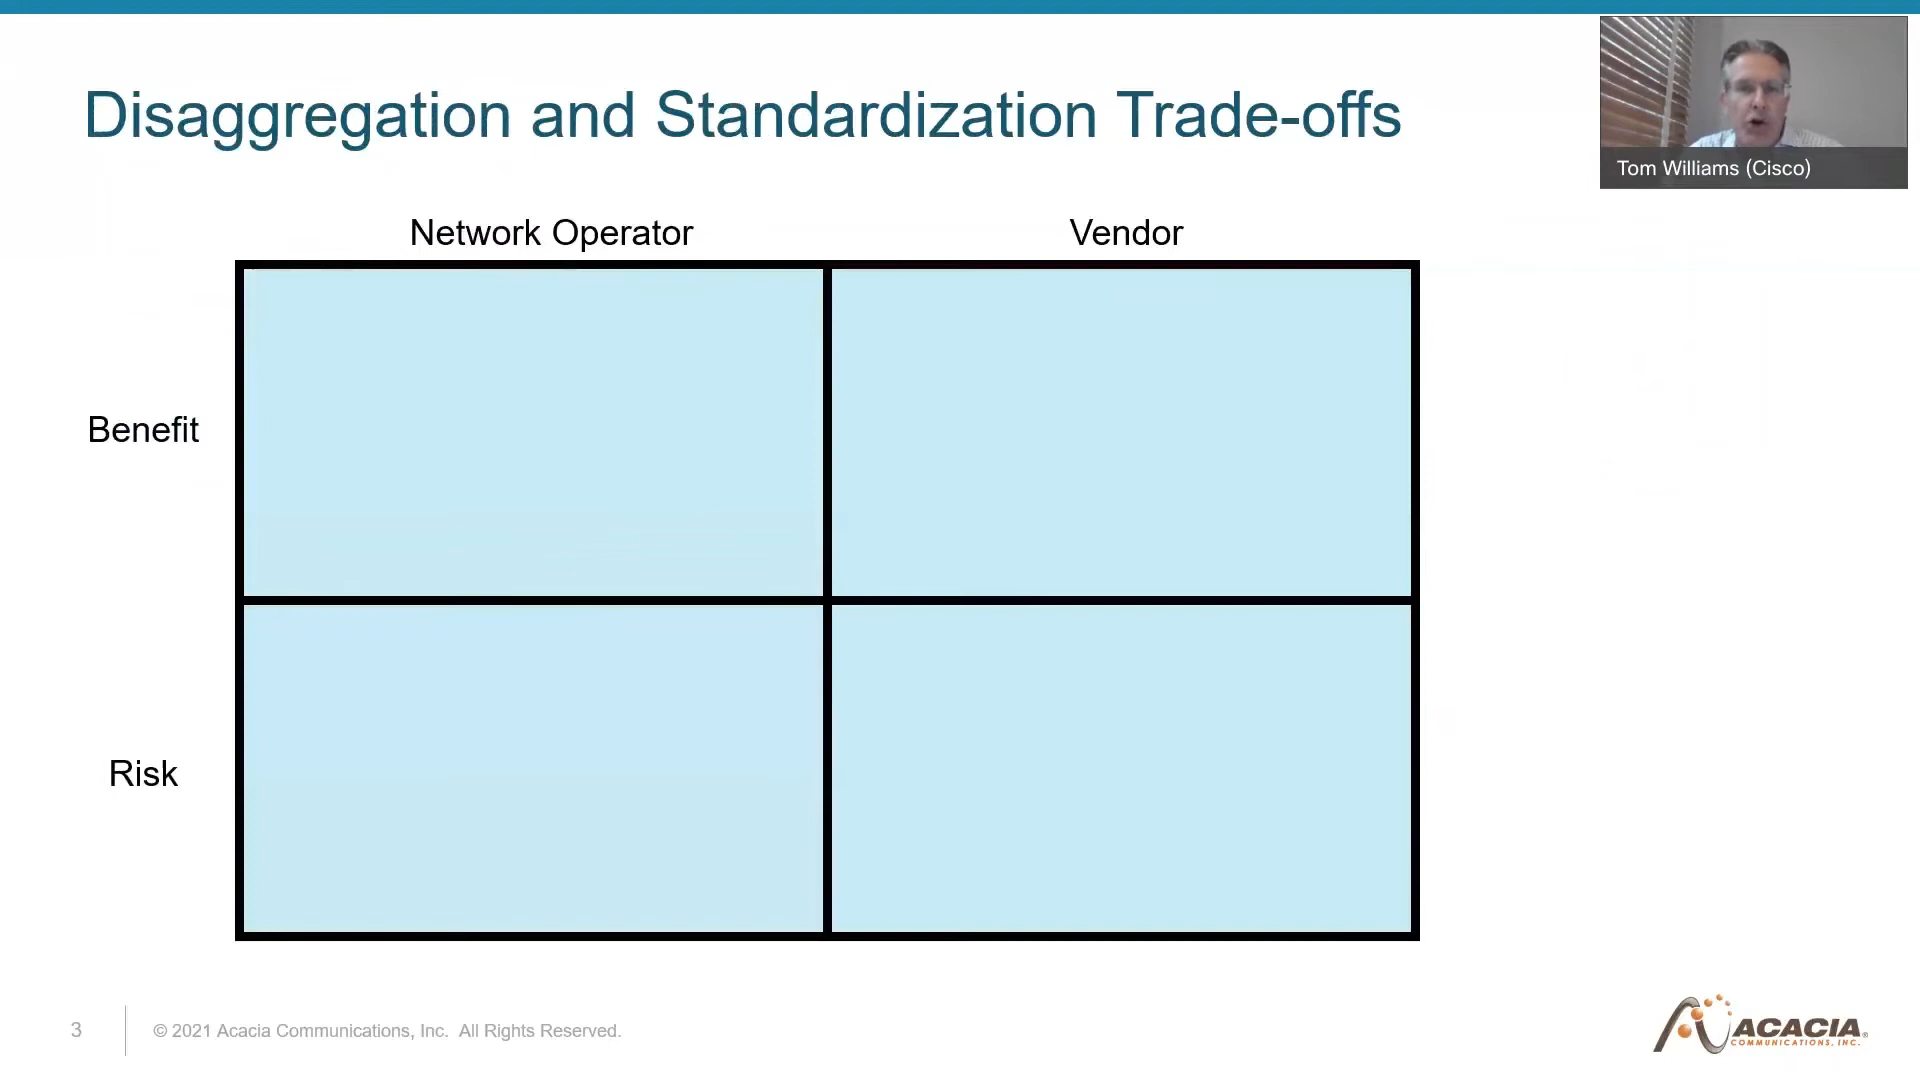 Disaggregation and Standardization Trade-offs
Tom Williams (Cisco)
Network Operator
Vendor
Benefit
Risk
3
© 2021 Acacia Communications, Inc. All Rights Reserved.
ACACIA
COMMUNICATIONS, INC.